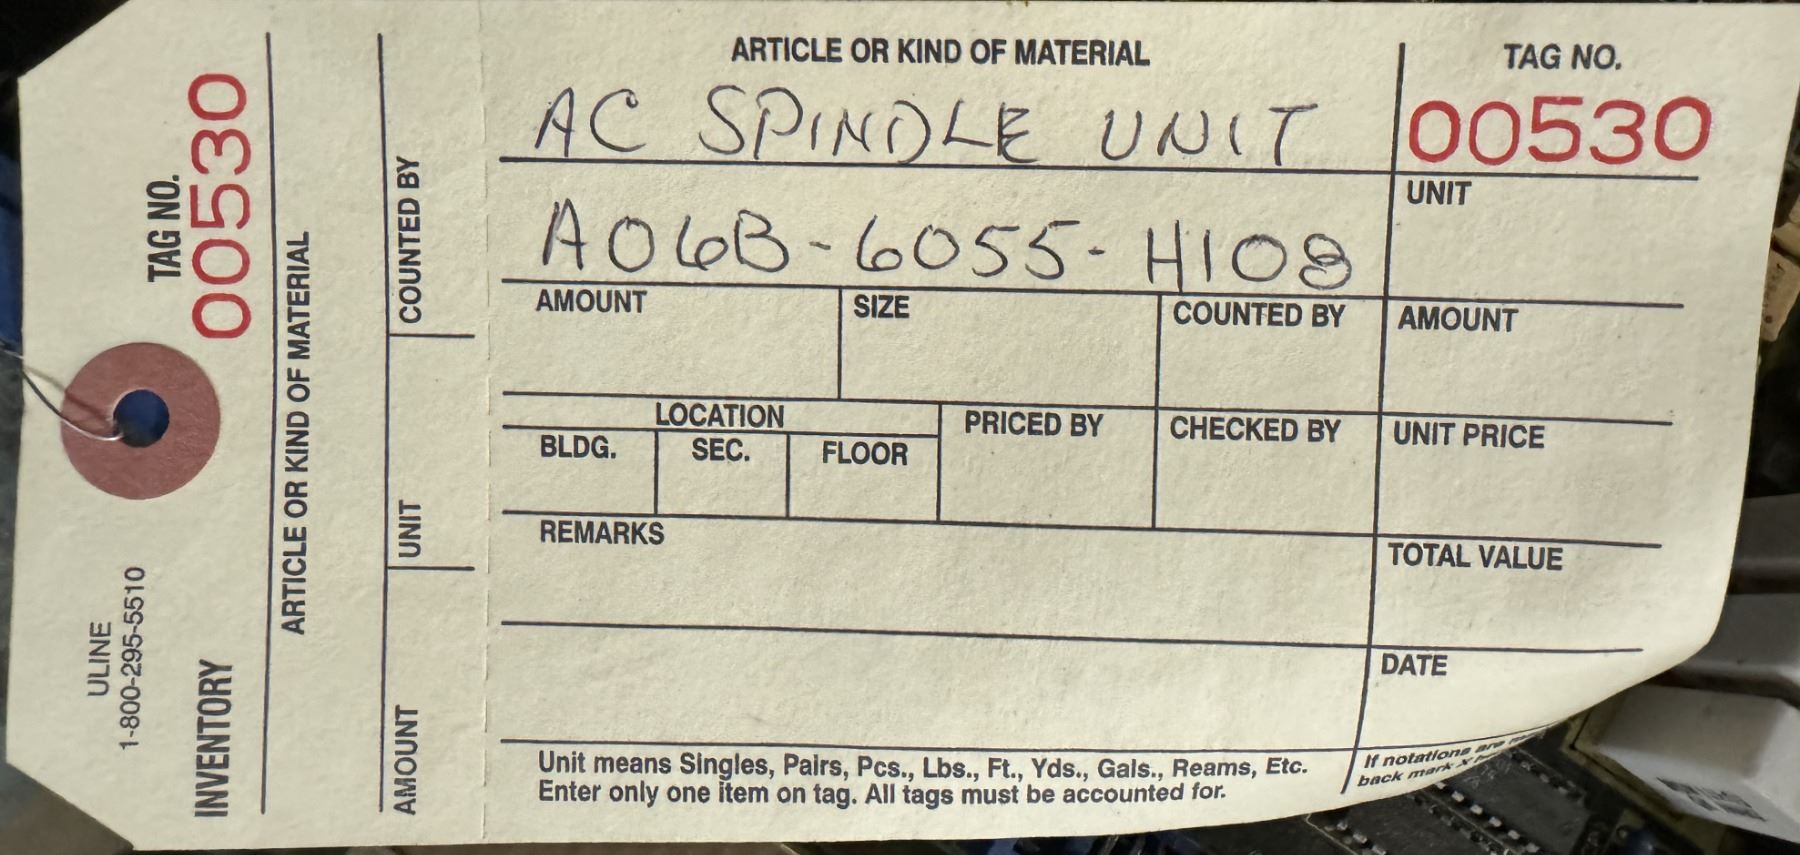 ULINE
1-800-295-5510
INVENTORY
TAG NO.
00530
ARTICLE OR KIND OF MATERIAL
AMOUNT
UNIT
COUNTED BY
ARTICLE OR KIND OF MATERIAL
AC SPINDLE UNIT
A06B-6055-H108
TAG NO.
00530
UNIT
AMOUNT
SIZE
COUNTED BY
AMOUNT
LOCATION
BLDG.
SEC.
FLOOR
PRICED BY
CHECKED BY
UNIT PRICE
REMARKS
TOTAL VALUE
DATE
Unit means Singles, Pairs, Pcs., Lbs., Ft., Yds., Gals., Reams, Etc.
Enter only one item on tag. All tags must be accounted for.
If notations are
back mark X